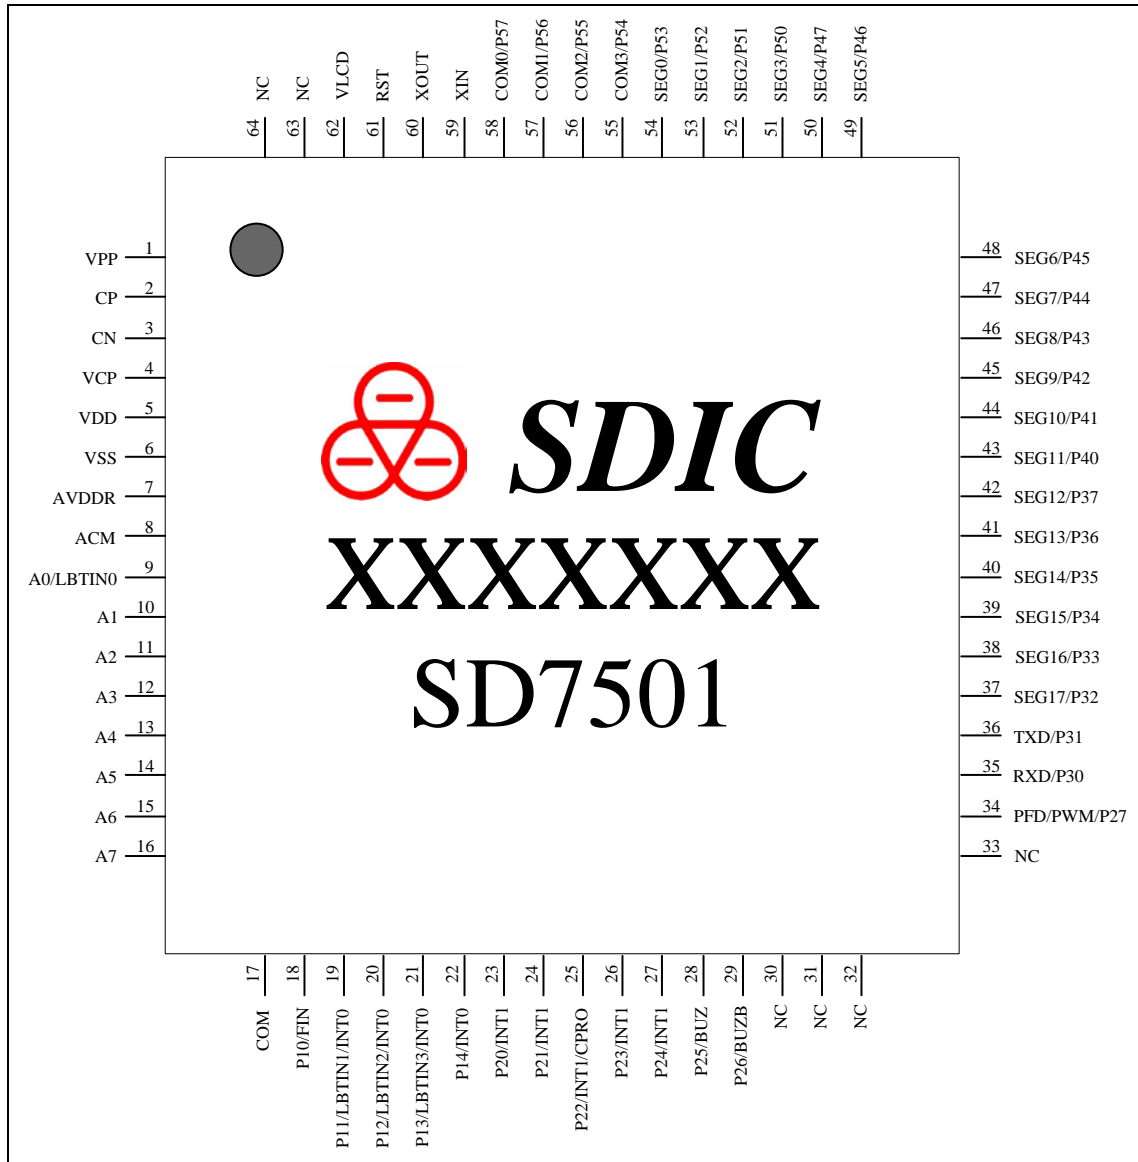 NC
NC
VLCD
RST
XOUT
XIN
COM0/P57
COM1/P56
COM2/P55
COM3/P54
SEG0/P53
SEG1/P52
SEG2/P51
SEG3/P50
SEG4/P47
SEG5/P46
64
63
62
61
60
59
58
57
56
55
54
53
52
51
50
49
VPP 1
CP 2
CN 3
VCP 4
VDD 5
VSS 6
AVDDR 7
ACM 8
A0/LBTIN0 9
A1 10
A2 11
A3 12
A4 13
A5 14
A6 15
A7 16
SDIC
XXXXXXX
SD7501
48 SEG6/P45
47 SEG7/P44
46 SEG8/P43
45 SEG9/P42
44 SEG10/P41
43 SEG11/P40
42 SEG12/P37
41 SEG13/P36
40 SEG14/P35
39 SEG15/P34
38 SEG16/P33
37 SEG17/P32
36 TXD/P31
35 RXD/P30
34 PFD/PWM/P27
33 NC
17
18
19
20
21
22
23
24
25
26
27
28
29
30
31
32
COM
P10/FIN
P11/LBTIN1/INT0
P12/LBTIN2/INT0
P13/LBTIN3/INT0
P14/INT0
P20/INT1
P21/INT1
P22/INT1/CPRO
P23/INT1
P24/INT1
P25/BUZ
P26/BUZB
NC
NC
NC